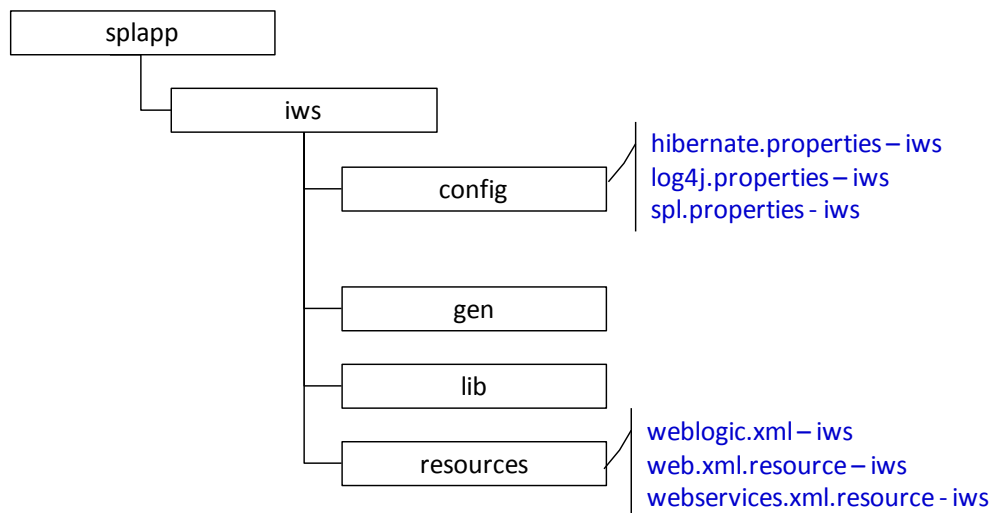 splapp
iws
hibernate.properties – iws
config
log4j.properties – iws
spl.properties - iws
gen
lib
resources
weblogic.xml – iws
web.xml.resource – iws
webservices.xml.resource - iws